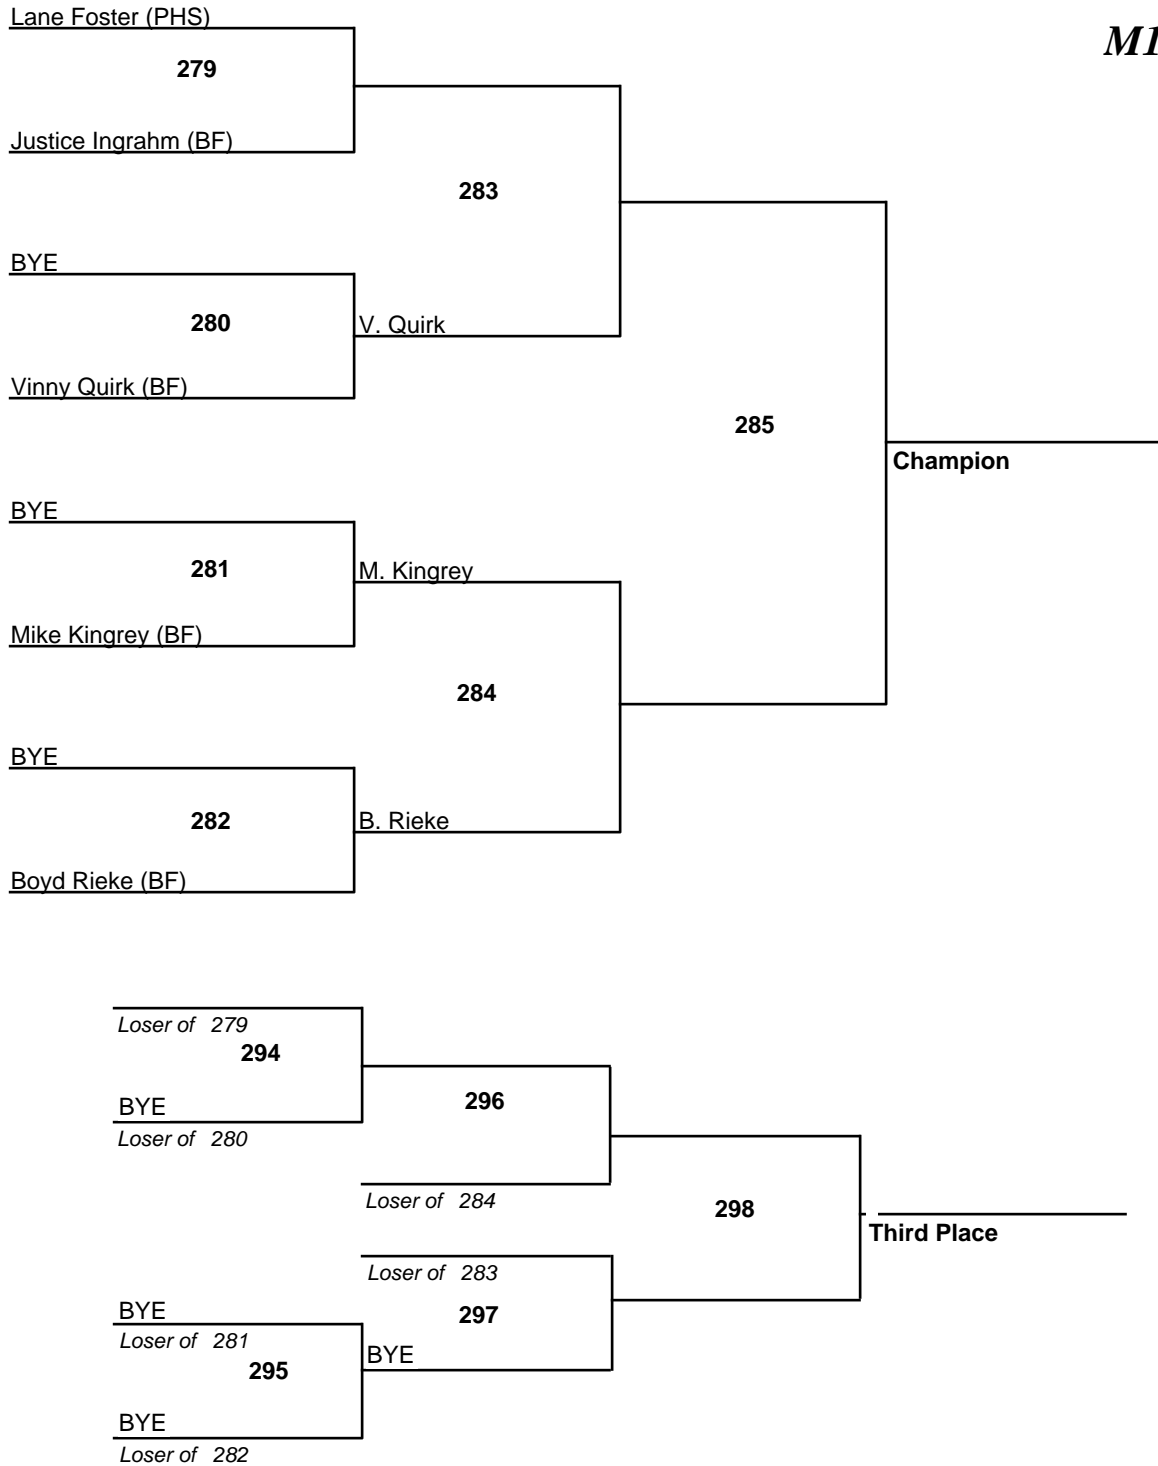 Lane Foster (PHS)
M1
279
Justice Ingrahm (BF)
283
BYE
280
V. Quirk
Vinny Quirk (BF)
285
Champion
BYE
281
M. Kingrey
Mike Kingrey (BF)
284
BYE
282
B. Rieke
Boyd Rieke (BF)
Loser of 279
294
BYE
296
Loser of 280
Loser of 284
298
Third Place
Loser of 283
BYE
297
Loser of 281
BYE
295
BYE
Loser of 282